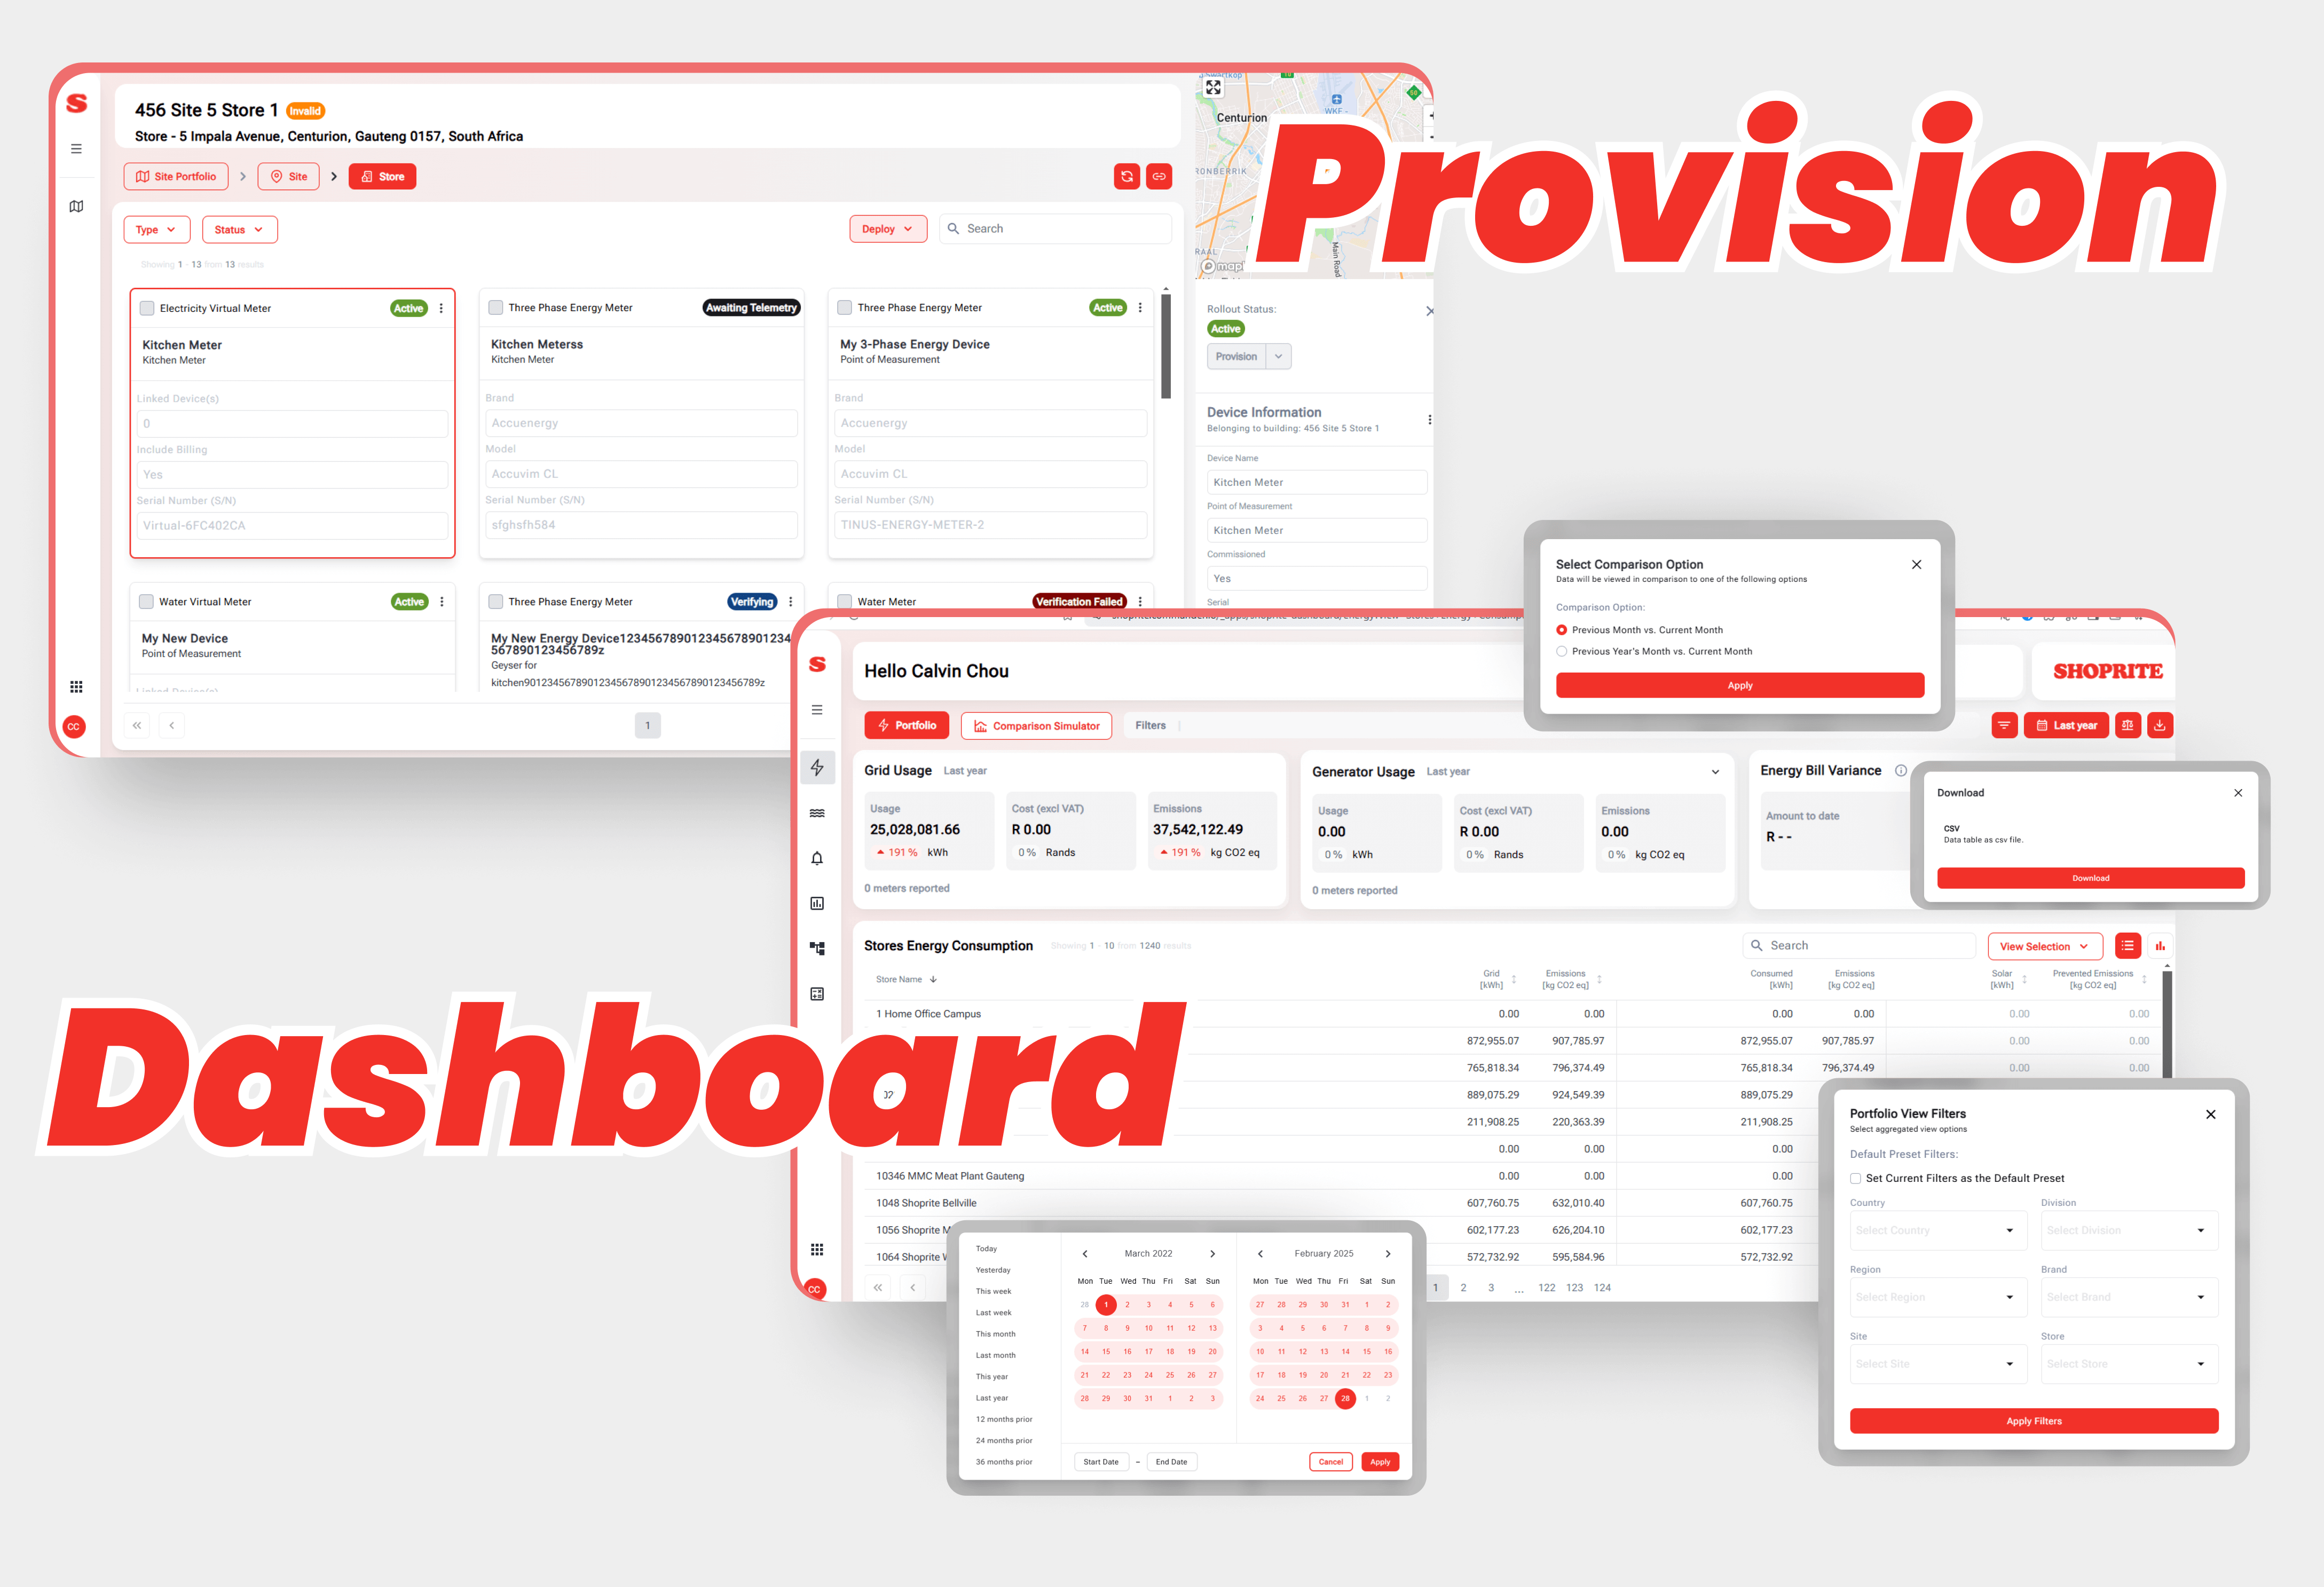 Provision
Dashboard
S
456 Site 5 Store 1 Invalid
Store - 5 Impala Avenue, Centurion, Gauteng 0157, South Africa
Site Portfolio > Site > Store
Type Status Deploy Search
Showing 1 - 13 from 13 results
Electricity Virtual Meter Active
Kitchen Meter
Kitchen Meter
Linked Device(s)
0
Include Billing
Yes
Serial Number (S/N)
Virtual-6FC402CA
Three Phase Energy Meter Awaiting Telemetry
Kitchen Meterss
Kitchen Meter
Brand
Accuenergy
Model
Accuvim CL
Serial Number (S/N)
sfghsfh584
Three Phase Energy Meter Active
My 3-Phase Energy Device
Point of Measurement
Brand
Accuenergy
Model
Accuvim CL
Serial Number (S/N)
TINUS-ENERGY-METER-2
Water Virtual Meter Active
My New Device
Point of Measurement
Linked Device(s)
Three Phase Energy Meter Verifying
My New Energy Device123456789012345678901234
567890123456789z
Geyser for
kitchen90123456789012345678901234567890123456789z
Water Meter Verification Failed
CC
1
Centurion
WKF -
RONBERRIK
RAAL
Main Road
map
Rollout Status:
Active
Provision
Device Information
Belonging to building: 456 Site 5 Store 1
Device Name
Kitchen Meter
Point of Measurement
Kitchen Meter
Commissioned
Yes
Serial
Select Comparison Option
Data will be viewed in comparison to one of the following options
Comparison Option:
Previous Month vs. Current Month
Previous Year's Month vs. Current Month
Apply
S
Hello Calvin Chou
SHOPRITE
Portfolio Comparison Simulator Filters Last year
Grid Usage Last year
Usage Cost (excl VAT) Emissions
25,028,081.66 R 0.00 37,542,122.49
191 % kWh 0 % Rands 191 % kg CO2 eq
0 meters reported
Generator Usage Last year
Usage Cost (excl VAT) Emissions
0.00 R 0.00 0.00
0 % kWh 0 % Rands 0 % kg CO2 eq
0 meters reported
Energy Bill Variance
Amount to date
R - -
Download
CSV
Data table as csv file.
Download
Stores Energy Consumption Showing 1 - 10 from 1240 results
Search View Selection
Store Name Grid [kWh] Emissions [kg CO2 eq] Consumed [kWh] Emissions [kg CO2 eq] Solar [kWh] Prevented Emissions [kg CO2 eq]
1 Home Office Campus 0.00 0.00 0.00 0.00 0.00 0.00
872,955.07 907,785.97 872,955.07 907,785.97 0.00 0.00
765,818.34 796,374.49 765,818.34 796,374.49 0.00 0.00
889,075.29 924,549.39 889,075.29
211,908.25 220,363.39 211,908.25
0.00 0.00 0.00
10346 MMC Meat Plant Gauteng 0.00 0.00 0.00
1048 Shoprite Bellville 607,760.75 632,010.40 607,760.75
1056 Shoprite M 602,177.23 626,204.10 602,177.23
1064 Shoprite 572,732.92 595,584.96 572,732.92
1 2 3 ... 122 123 124
CC
Portfolio View Filters
Select aggregated view options
Default Preset Filters:
Set Current Filters as the Default Preset
Country Division
Select Country Select Division
Region Brand
Select Region Select Brand
Site Store
Select Site Select Store
Apply Filters
Today
Yesterday
This week
Last week
This month
Last month
This year
Last year
12 months prior
24 months prior
36 months prior
March 2022
Mon Tue Wed Thu Fri Sat Sun
28 1 2 3 4 5 6
7 8 9 10 11 12 13
14 15 16 17 18 19 20
21 22 23 24 25 26 27
28 29 30 31 1 2 3
February 2025
Mon Tue Wed Thu Fri Sat Sun
27 28 29 30 31 1 2
3 4 5 6 7 8 9
10 11 12 13 14 15 16
17 18 19 20 21 22 23
24 25 26 27 28 1 2
Start Date – End Date Cancel Apply